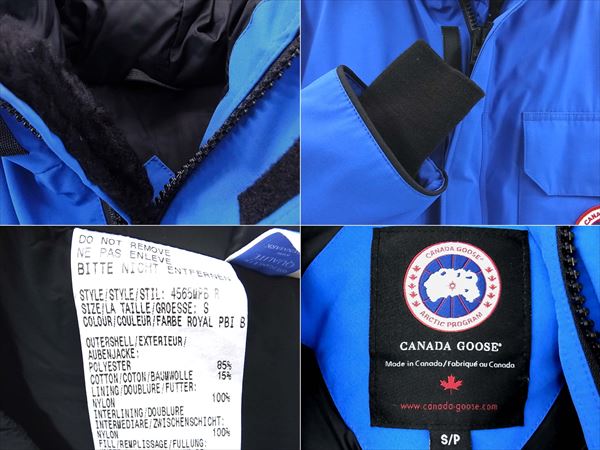 DO NOT REMOVE
NE PAS ENLEVE
BITTE NICHT ENTFERNEN
STYLE/STYLE/STIL: 4565MPB R
SIZE/LA TAILLE/GROESSE: S
COLOUR/COULEUR/FARBE ROYAL PBI B
OUTERSHELL/EXTERIEUR/
AUBENJACKE:
POLYESTER 85%
COTTON/COTON/BAUMWOLLE 15%
LINING/DOUBLURE/FUTTER:
NYLON 100%
INTERLINING/DOUBLURE
INTERMEDIARE/ZWISCHENSCHICHT:
NYLON 100%
FILL/REMPLISSAGE/FULLUNG:
CANADA GOOSE
ARCTIC PROGRAM
CANADA GOOSE®
Made in Canada/Fabriqué au Canada
www.canada-goose.com
S/P